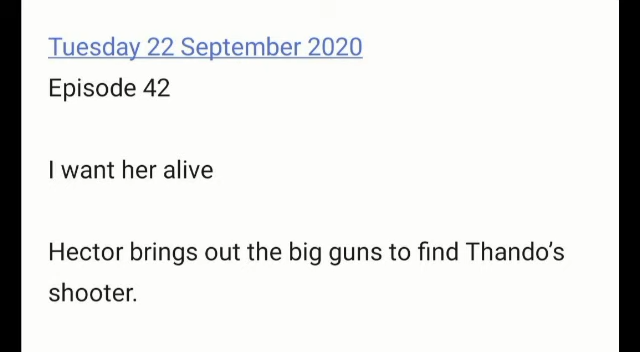 Tuesday 22 September 2020
Episode 42
I want her alive
Hector brings out the big guns to find Thando’s
shooter.